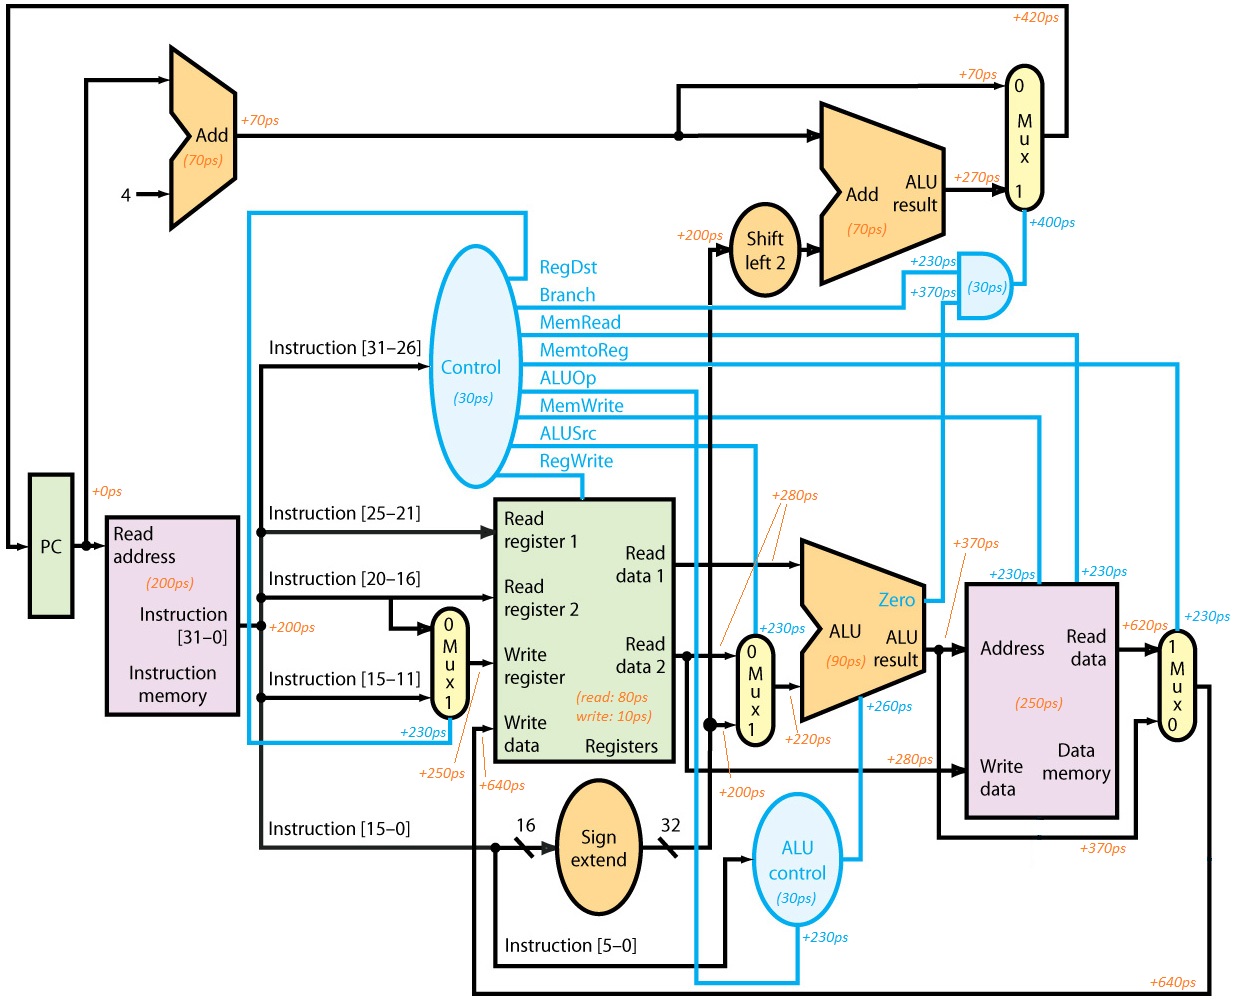 +420ps
+70ps
0
M
u
x
1
Add
(70ps)
+70ps
4
Add
ALU
result
(70ps)
+270ps
+400ps
+200ps
Shift
left 2
+230ps
+370ps
(30ps)
RegDst
Branch
MemRead
MemtoReg
ALUOp
MemWrite
ALUSrc
RegWrite
Control
(30ps)
Instruction [31–26]
Instruction [25–21]
Instruction [20–16]
Instruction [15–11]
Instruction [15–0]
Instruction [5–0]
PC
+0ps
Read
address
(200ps)
Instruction
[31–0]
Instruction
memory
+200ps
0
M
u
x
1
+230ps
+250ps
Read
register 1
Read
register 2
Write
register
Write
data
Read
data 1
Read
data 2
(read: 80ps
write: 10ps)
Registers
+640ps
+280ps
+230ps
0
M
u
x
1
+220ps
+200ps
Zero
ALU
ALU
result
(90ps)
+260ps
+370ps
+280ps
+230ps
+230ps
Address
Read
data
(250ps)
Write
data
Data
memory
+620ps
+230ps
1
M
u
x
0
+370ps
16
Sign
extend
32
ALU
control
(30ps)
+230ps
+640ps